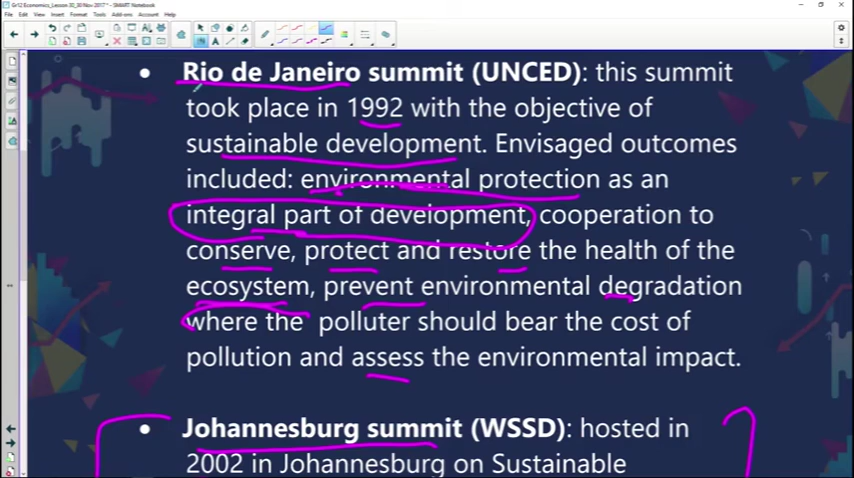 Gr12 Economics_Lesson 30_30 Nov 2017 * - SMART Notebook
File Edit View Insert Format Tools Add-ons Account Help
• Rio de Janeiro summit (UNCED): this summit
took place in 1992 with the objective of
sustainable development. Envisaged outcomes
included: environmental protection as an
integral part of development, cooperation to
conserve, protect and restore the health of the
ecosystem, prevent environmental degradation
where the polluter should bear the cost of
pollution and assess the environmental impact.
• Johannesburg summit (WSSD): hosted in
2002 in Johannesburg on Sustainable